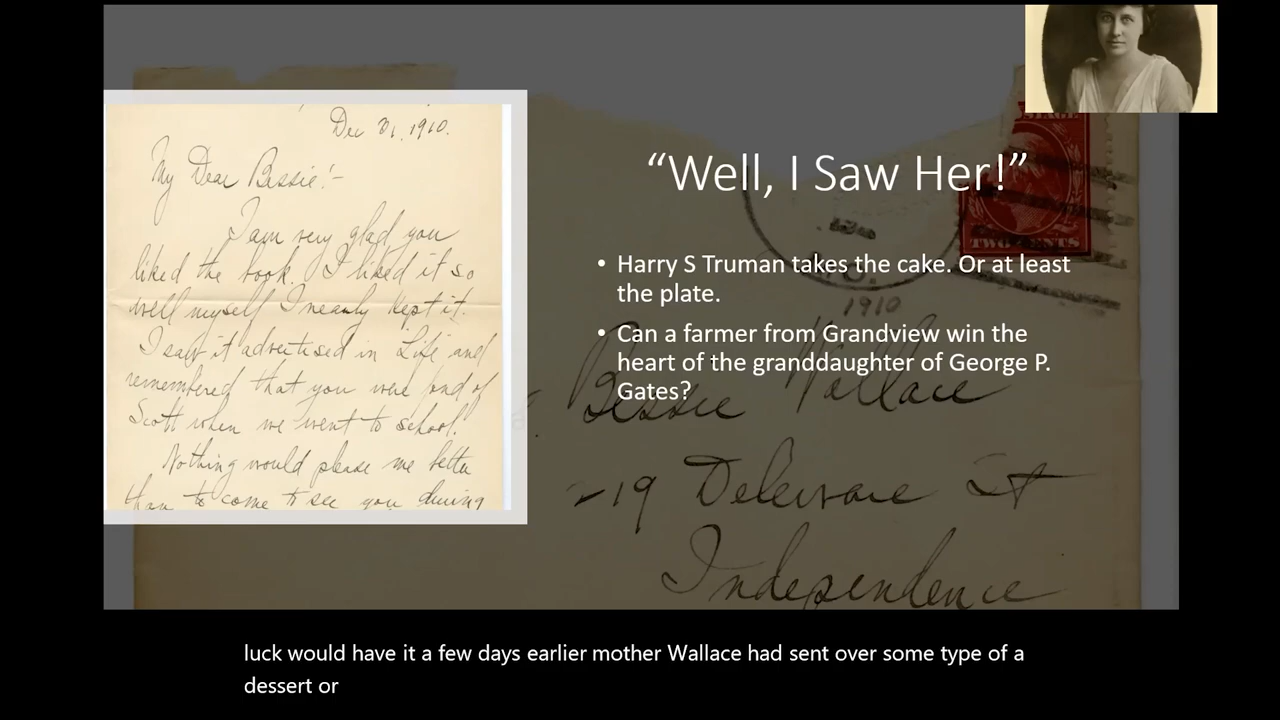 Dec 31, 1910.
My Dear Bessie:-
I am very glad you
liked the book. I liked it so
well myself I nearly kept it.
I saw it advertised in Life and
remembered that you were fond of
Scott when we went to school.
Nothing would please me better
than to come to see you during
“Well, I Saw Her!”
• Harry S Truman takes the cake. Or at least
the plate.
• Can a farmer from Grandview win the
heart of the granddaughter of George P.
Gates?
TWO CENTS
1910
Bessie Wallace
219 Delaware St
Independence
luck would have it a few days earlier mother Wallace had sent over some type of a
dessert or